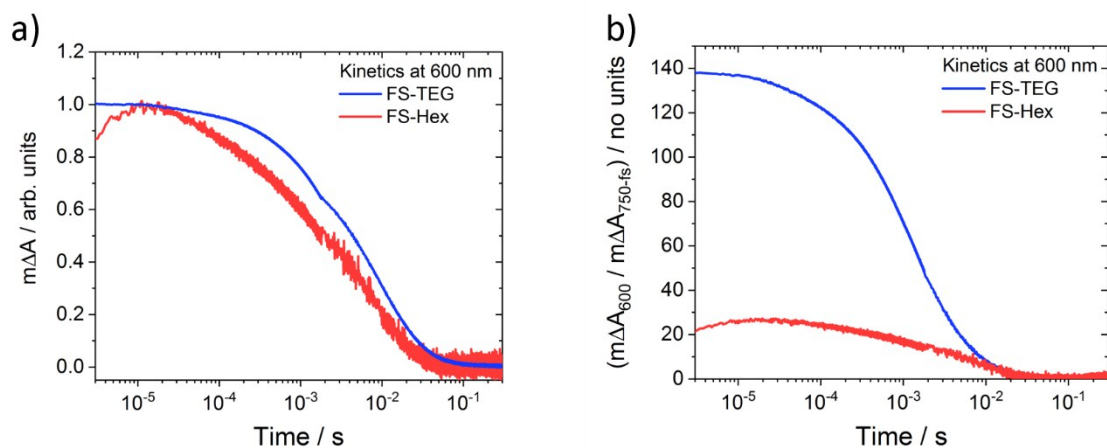 a)
Kinetics at 600 nm
FS-TEG
FS-Hex
mΔA / arb. units
1.2
1.0
0.8
0.6
0.4
0.2
0.0
10⁻⁵ 10⁻⁴ 10⁻³ 10⁻² 10⁻¹
Time / s
b)
Kinetics at 600 nm
FS-TEG
FS-Hex
(mΔA₆₀₀ / mΔA₇₅₀₋fs) / no units
140
120
100
80
60
40
20
0
10⁻⁵ 10⁻⁴ 10⁻³ 10⁻² 10⁻¹
Time / s